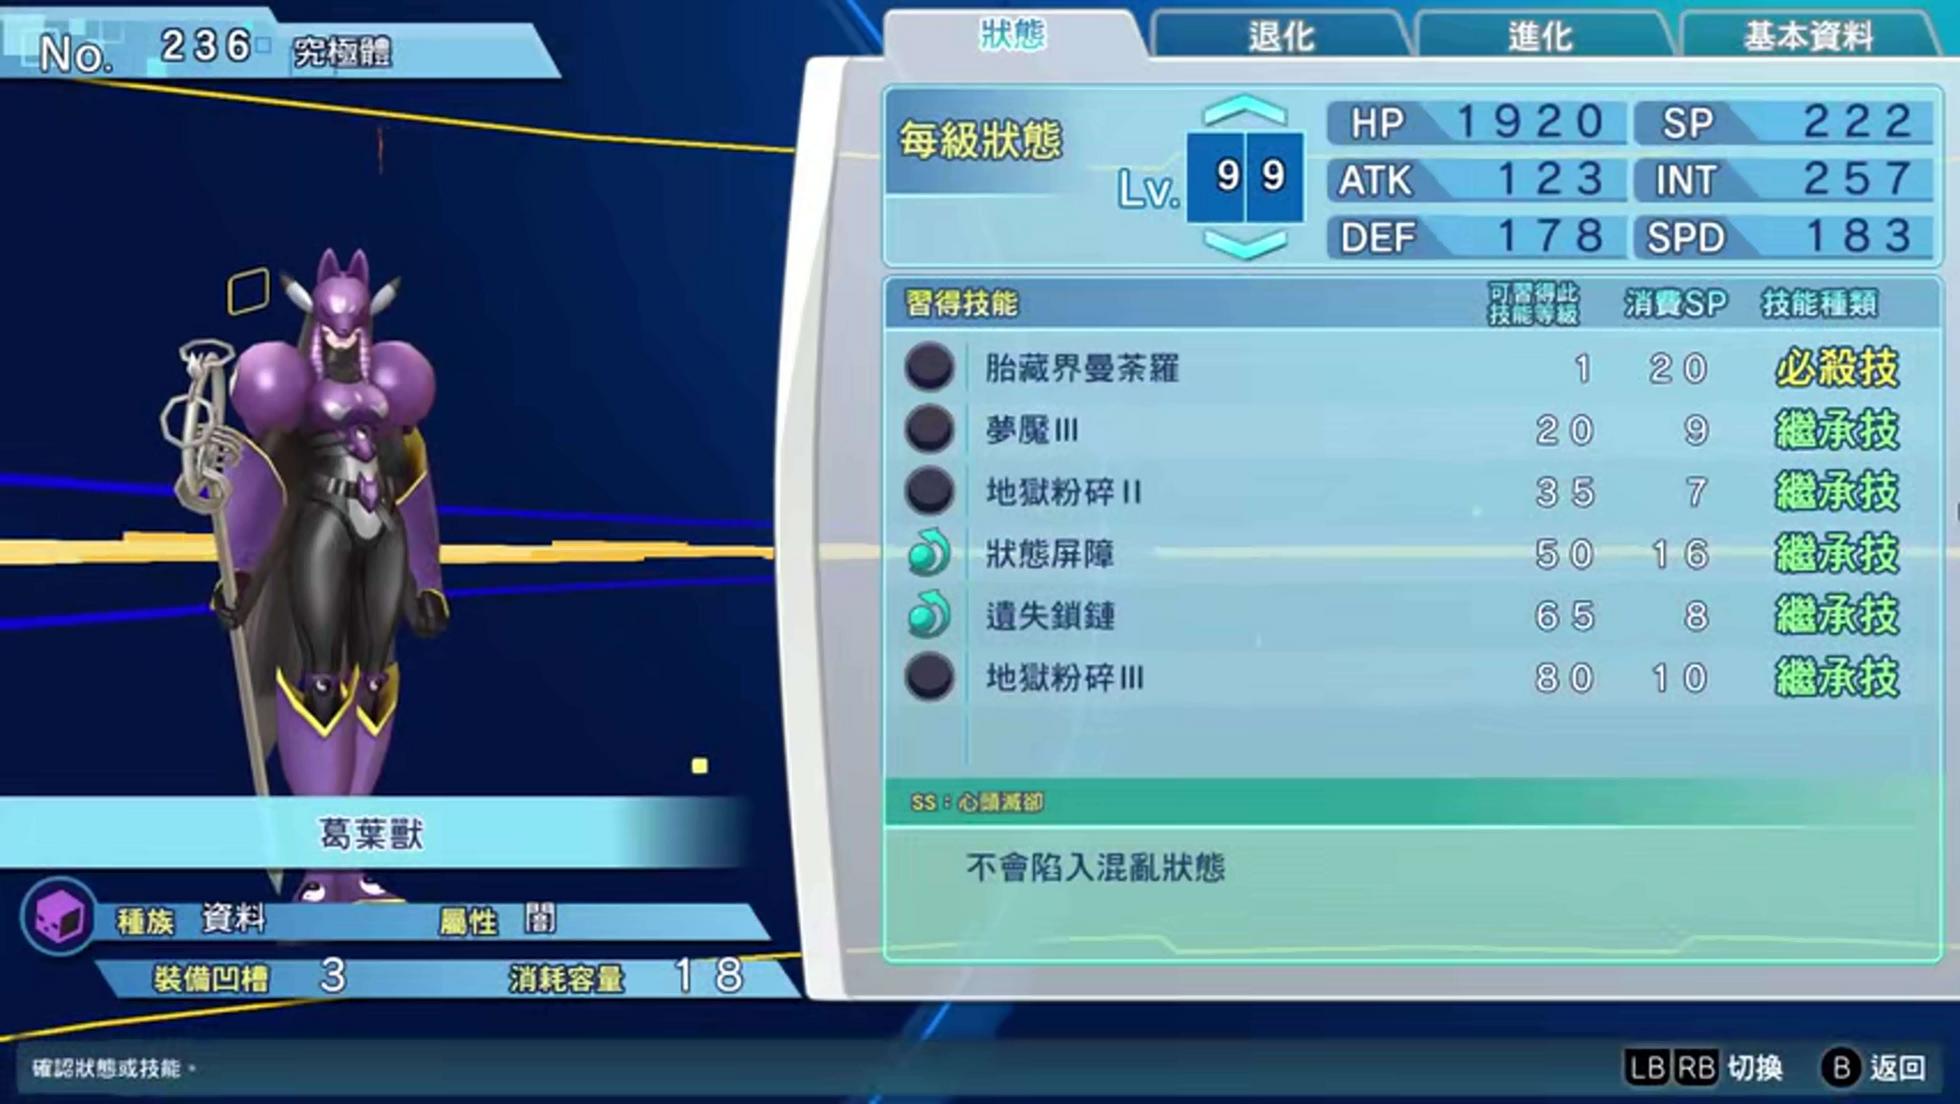 No. 236 究極體
狀態 退化 進化 基本資料
每級狀態 Lv. 99
HP 1920 SP 222
ATK 123 INT 257
DEF 178 SPD 183
習得技能 可習得此技能等級 消費SP 技能種類
胎藏界曼荼羅 1 20 必殺技
夢魘III 20 9 繼承技
地獄粉碎II 35 7 繼承技
狀態屏障 50 16 繼承技
遺失鎖鏈 65 8 繼承技
地獄粉碎III 80 10 繼承技
SS：心頭滅卻
不會陷入混亂狀態
葛葉獸
種族 資料 屬性 闇
裝備凹槽 3 消耗容量 18
確認狀態或技能。
LB RB 切換 B 返回